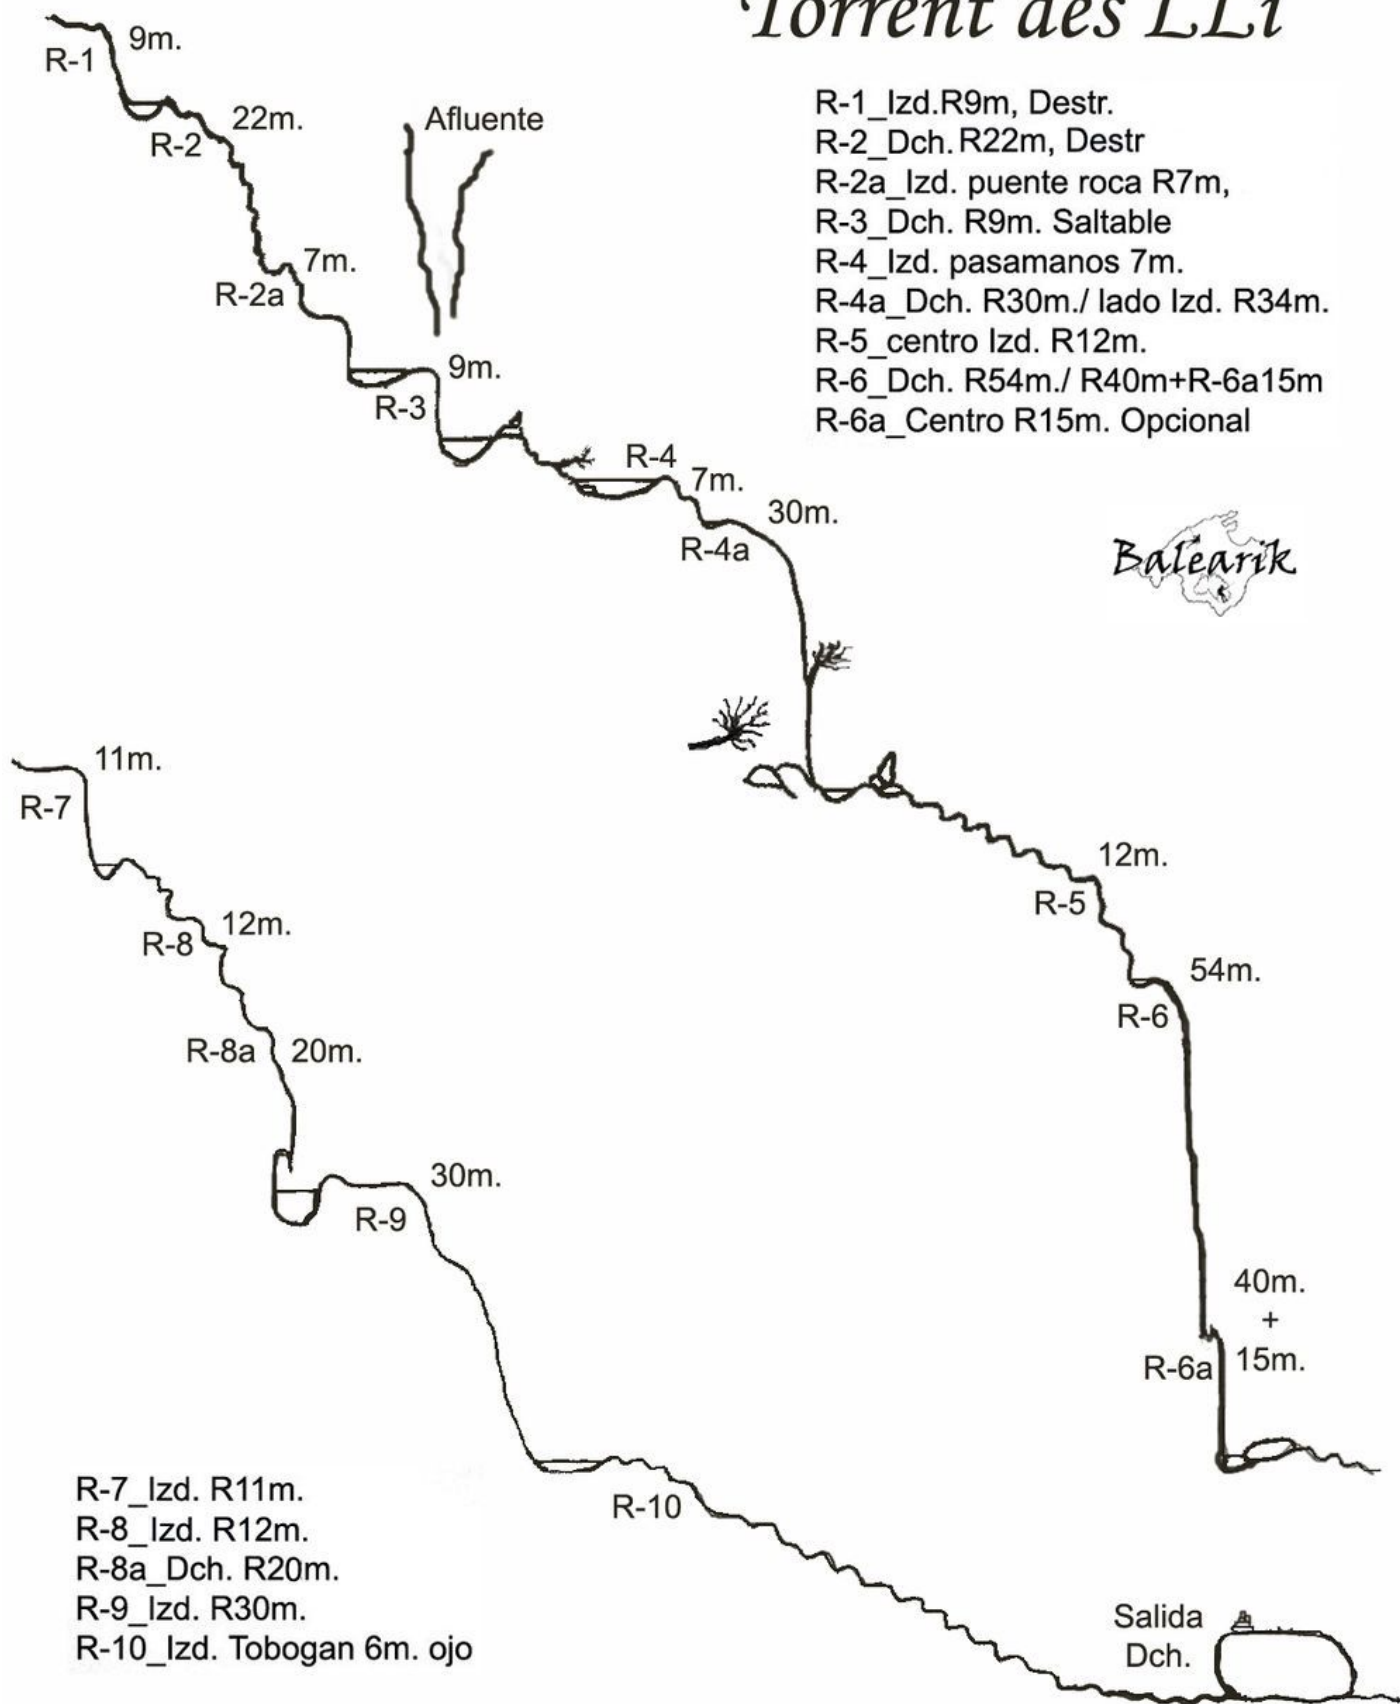 Torrent des LLi
R-1
9m.
R-2
22m.
Afluente
R-2a
7m.
R-3
9m.
R-4
7m.
R-4a
30m.
R-1_Izd.R9m, Destr.
R-2_Dch. R22m, Destr
R-2a_Izd. puente roca R7m,
R-3_Dch. R9m. Saltable
R-4_Izd. pasamanos 7m.
R-4a_Dch. R30m./ lado Izd. R34m.
R-5_centro Izd. R12m.
R-6_Dch. R54m./ R40m+R-6a15m
R-6a_Centro R15m. Opcional
Balearik
12m.
R-5
54m.
R-6
40m.
+
15m.
R-6a
11m.
R-7
12m.
R-8
R-8a
20m.
30m.
R-9
R-10
R-7_Izd. R11m.
R-8_Izd. R12m.
R-8a_Dch. R20m.
R-9_Izd. R30m.
R-10_Izd. Tobogan 6m. ojo
Salida
Dch.